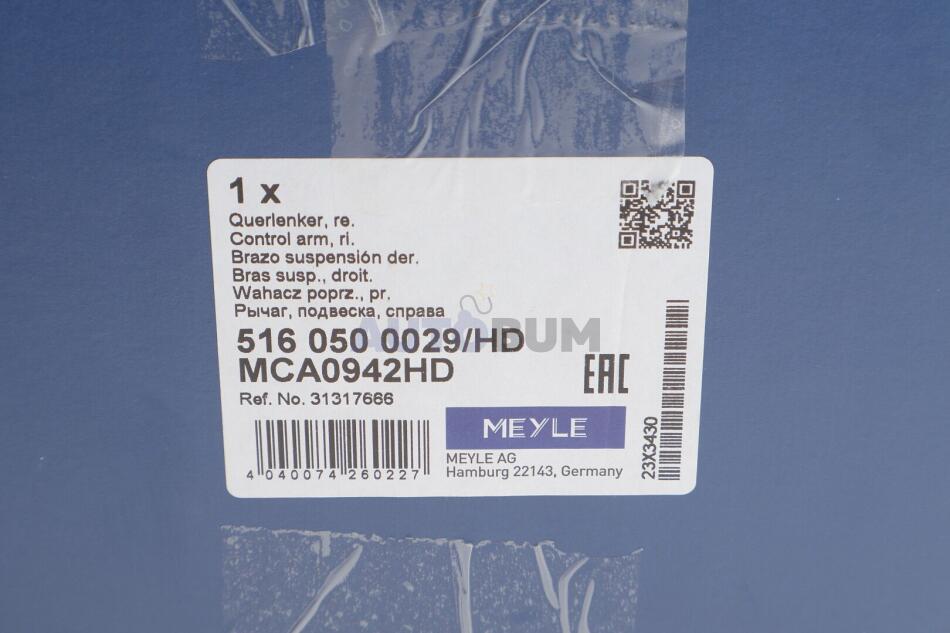 1 x
Querlenker, re.
Control arm, ri.
Brazo suspensión der.
Bras susp., droit.
Wahacz poprz., pr.
Рычаг, подвеска, справа
AUTOBUM
516 050 0029/HD
MCA0942HD
EAC
Ref. No. 31317666
MEYLE
MEYLE AG
Hamburg 22143, Germany
4 040074 260227
23X3430